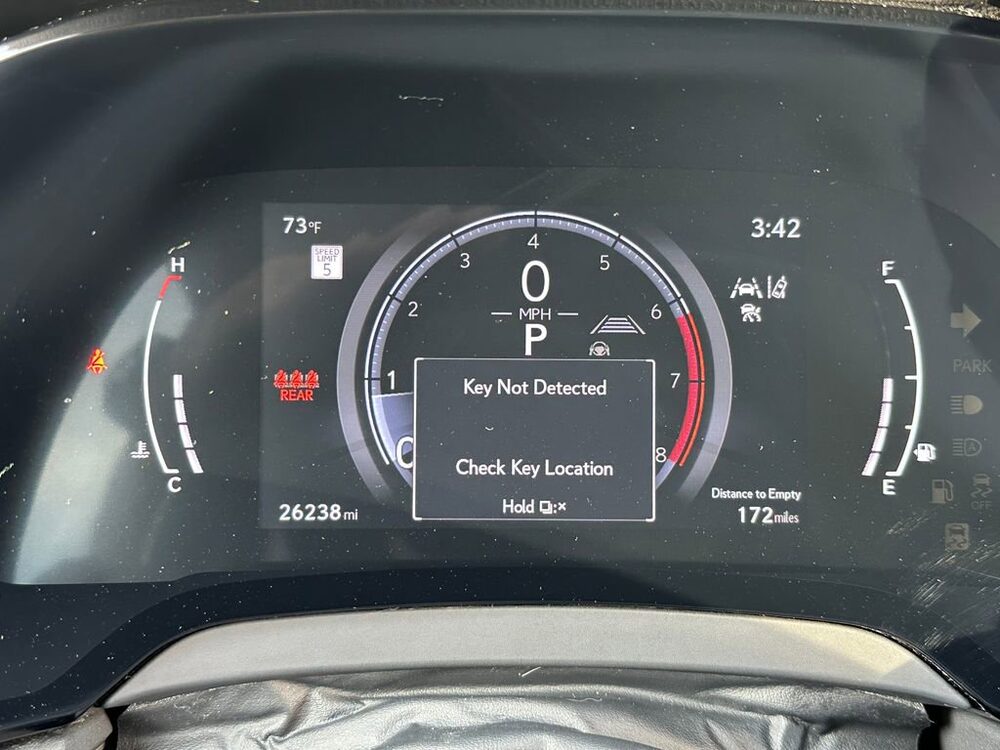 73°F
3:42
SPEED
LIMIT
5
H
F
0
MPH
P
0
1
2
3
4
5
6
7
8
PARK
REAR
Key Not Detected
Check Key Location
Hold
C
E
Distance to Empty
172 miles
26238 mi
OFF